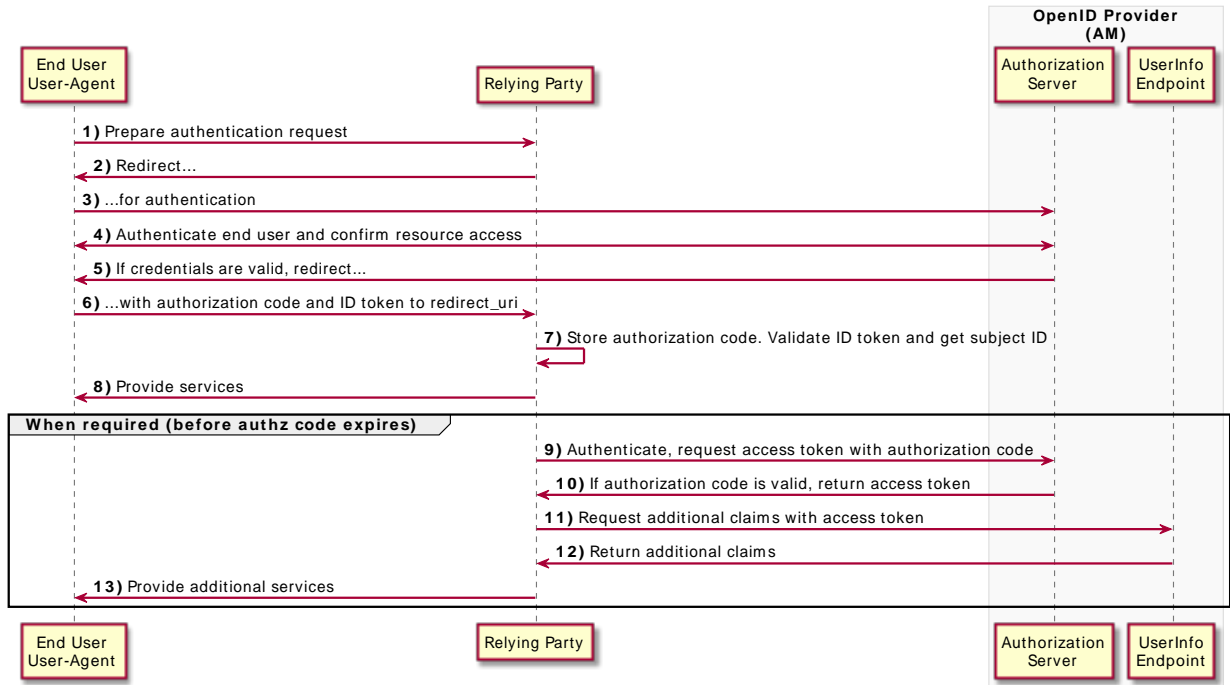 OpenID Provider
(AM)
End User
User-Agent
Relying Party
Authorization
Server
UserInfo
Endpoint
1) Prepare authentication request
2) Redirect...
3) ...for authentication
4) Authenticate end user and confirm resource access
5) If credentials are valid, redirect...
6) ...with authorization code and ID token to redirect_uri
7) Store authorization code. Validate ID token and get subject ID
8) Provide services
When required (before authz code expires)
9) Authenticate, request access token with authorization code
10) If authorization code is valid, return access token
11) Request additional claims with access token
12) Return additional claims
13) Provide additional services
End User
User-Agent
Relying Party
Authorization
Server
UserInfo
Endpoint